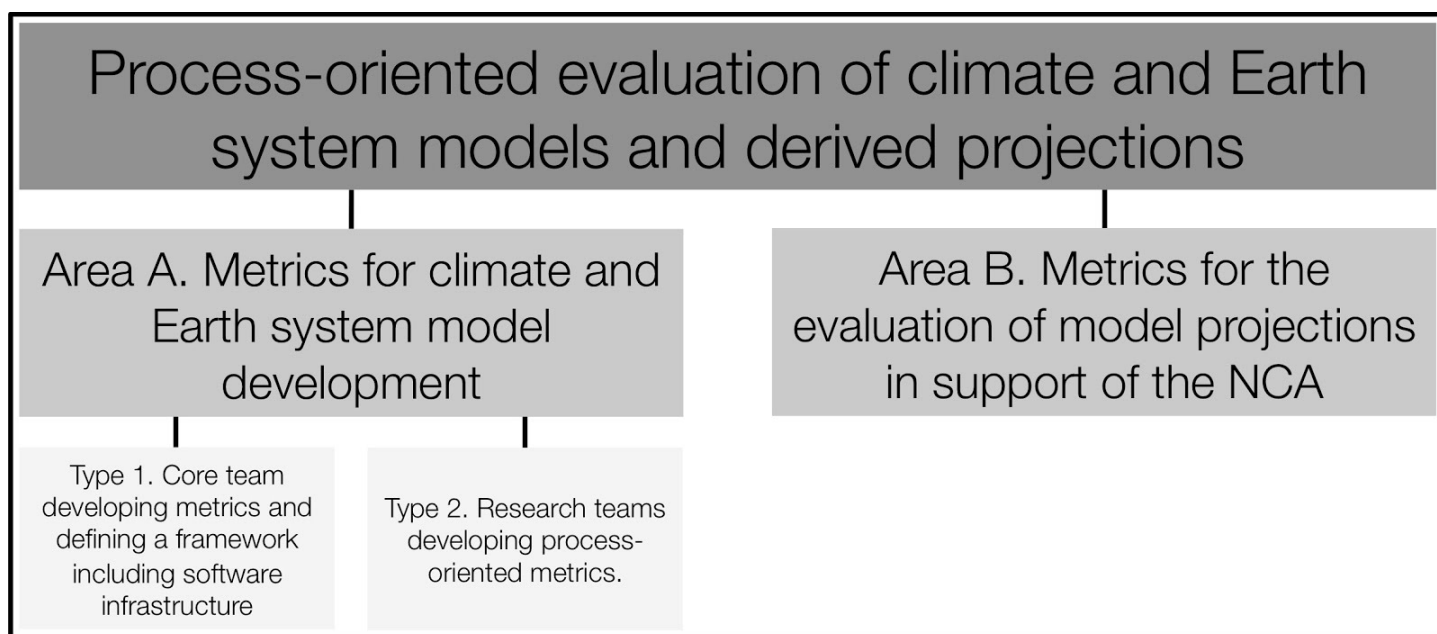 Process-oriented evaluation of climate and Earth
system models and derived projections
Area A. Metrics for climate and
Earth system model
development
Area B. Metrics for the
evaluation of model projections
in support of the NCA
Type 1. Core team
developing metrics and
defining a framework
including software
infrastructure
Type 2. Research teams
developing process-
oriented metrics.